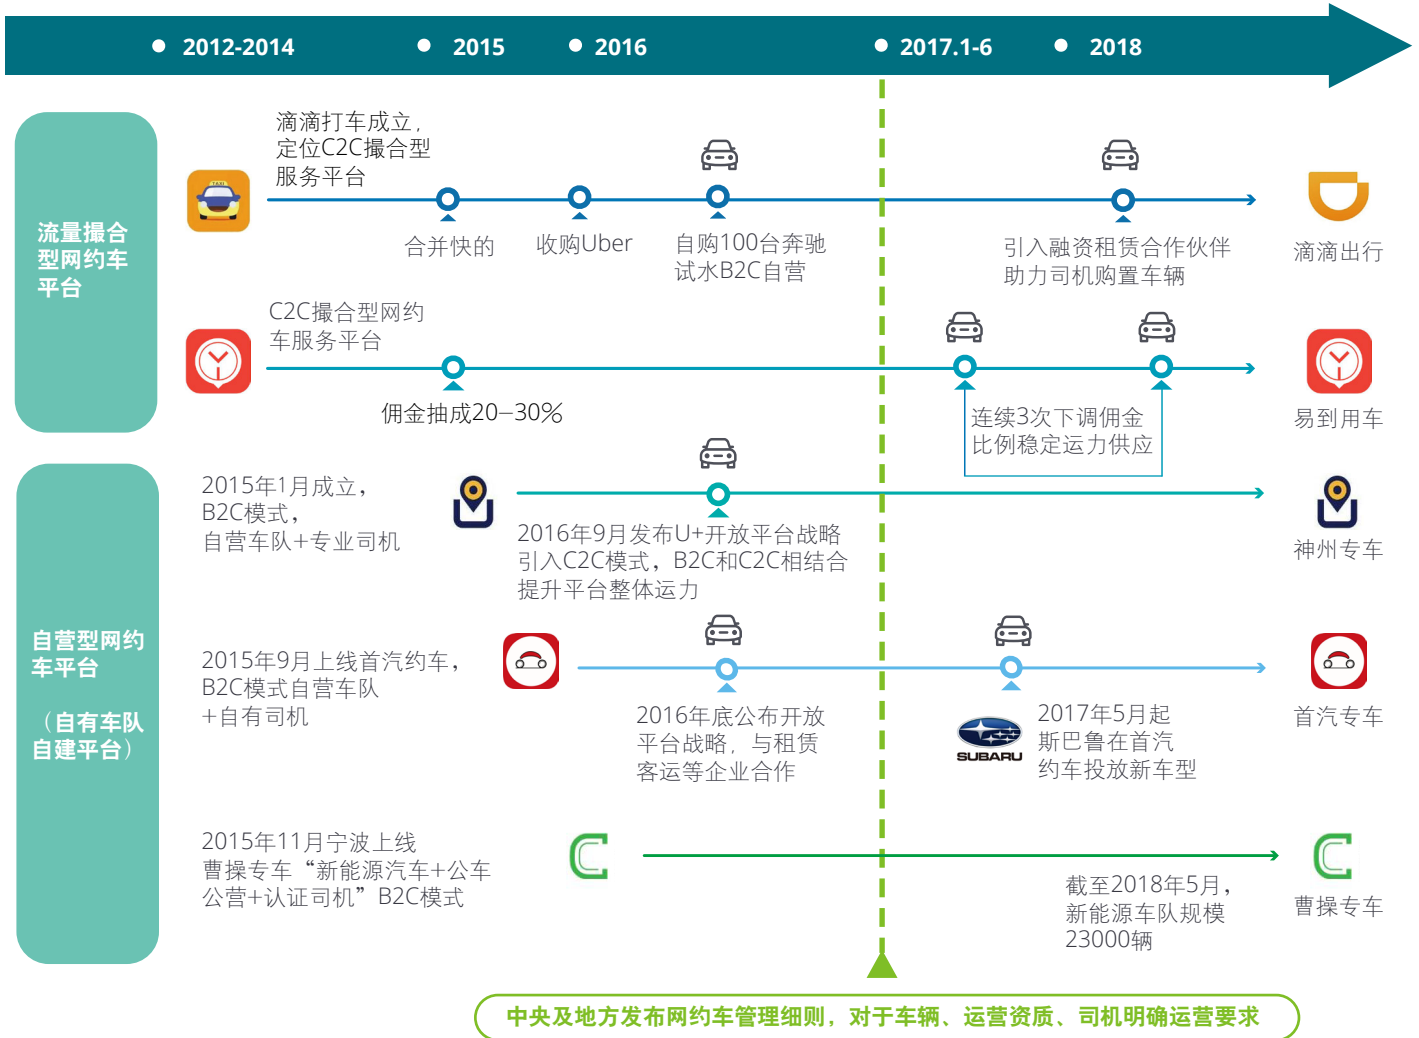 2012-2014
2015
2016
2017.1-6
2018
流量撮合
型网约车
平台
滴滴打车成立,
定位C2C撮合型
服务平台
TAXI
合并快的
收购Uber
自购100台奔驰
试水B2C自营
引入融资租赁合作伙伴
助力司机购置车辆
滴滴出行
C2C撮合型网约
车服务平台
佣金抽成20–30%
连续3次下调佣金
比例稳定运力供应
易到用车
自营型网约
车平台
（自有车队
自建平台）
2015年1月成立，
B2C模式，
自营车队+专业司机
2016年9月发布U+开放平台战略
引入C2C模式，B2C和C2C相结合
提升平台整体运力
神州专车
2015年9月上线首汽约车，
B2C模式自营车队
+自有司机
2016年底公布开放
平台战略，与租赁
客运等企业合作
SUBARU
2017年5月起
斯巴鲁在首汽
约车投放新车型
首汽专车
2015年11月宁波上线
曹操专车“新能源汽车+公车
公营+认证司机”B2C模式
截至2018年5月，
新能源车队规模
23000辆
曹操专车
中央及地方发布网约车管理细则，对于车辆、运营资质、司机明确运营要求